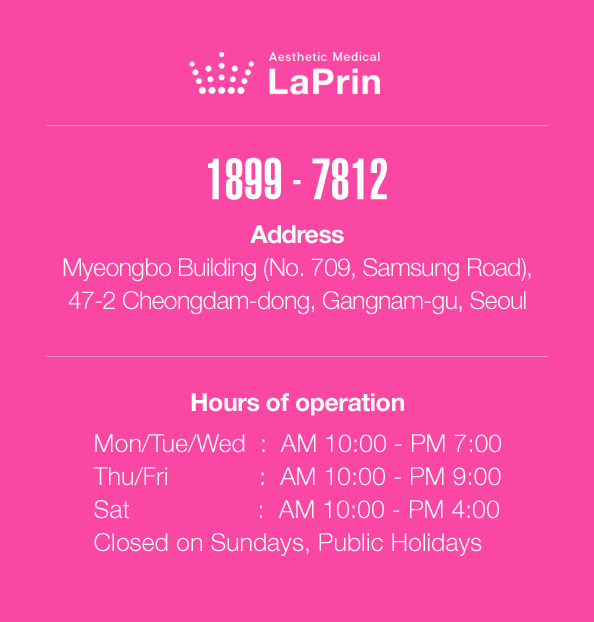 Aesthetic Medical
LaPrin
1899 - 7812
Address
Myeongbo Building (No. 709, Samsung Road),
47-2 Cheongdam-dong, Gangnam-gu, Seoul
Hours of operation
Mon/Tue/Wed : AM 10:00 - PM 7:00
Thu/Fri : AM 10:00 - PM 9:00
Sat : AM 10:00 - PM 4:00
Closed on Sundays, Public Holidays